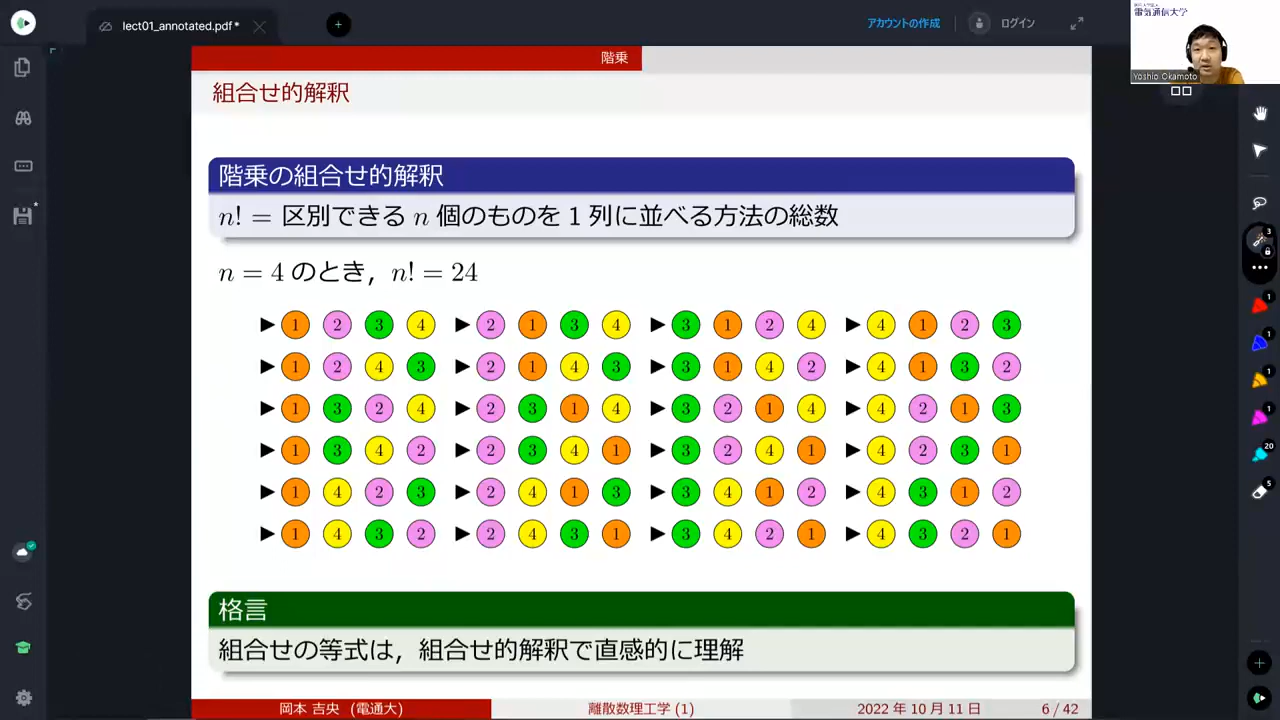 lect01_annotated.pdf*
アカウントの作成
ログイン
電気通信大学
Yoshio Okamoto
階乗
組合せ的解釈
階乗の組合せ的解釈
n! = 区別できる n 個のものを 1 列に並べる方法の総数
n = 4 のとき，n! = 24
▶ 1 2 3 4 ▶ 2 1 3 4 ▶ 3 1 2 4 ▶ 4 1 2 3
▶ 1 2 4 3 ▶ 2 1 4 3 ▶ 3 1 4 2 ▶ 4 1 3 2
▶ 1 3 2 4 ▶ 2 3 1 4 ▶ 3 2 1 4 ▶ 4 2 1 3
▶ 1 3 4 2 ▶ 2 3 4 1 ▶ 3 2 4 1 ▶ 4 2 3 1
▶ 1 4 2 3 ▶ 2 4 1 3 ▶ 3 4 1 2 ▶ 4 3 1 2
▶ 1 4 3 2 ▶ 2 4 3 1 ▶ 3 4 2 1 ▶ 4 3 2 1
格言
組合せの等式は，組合せ的解釈で直感的に理解
岡本 吉央 (電通大)
離散数理工学 (1)
2022 年 10 月 11 日
6 / 42
3
1
1
1
1
20
5